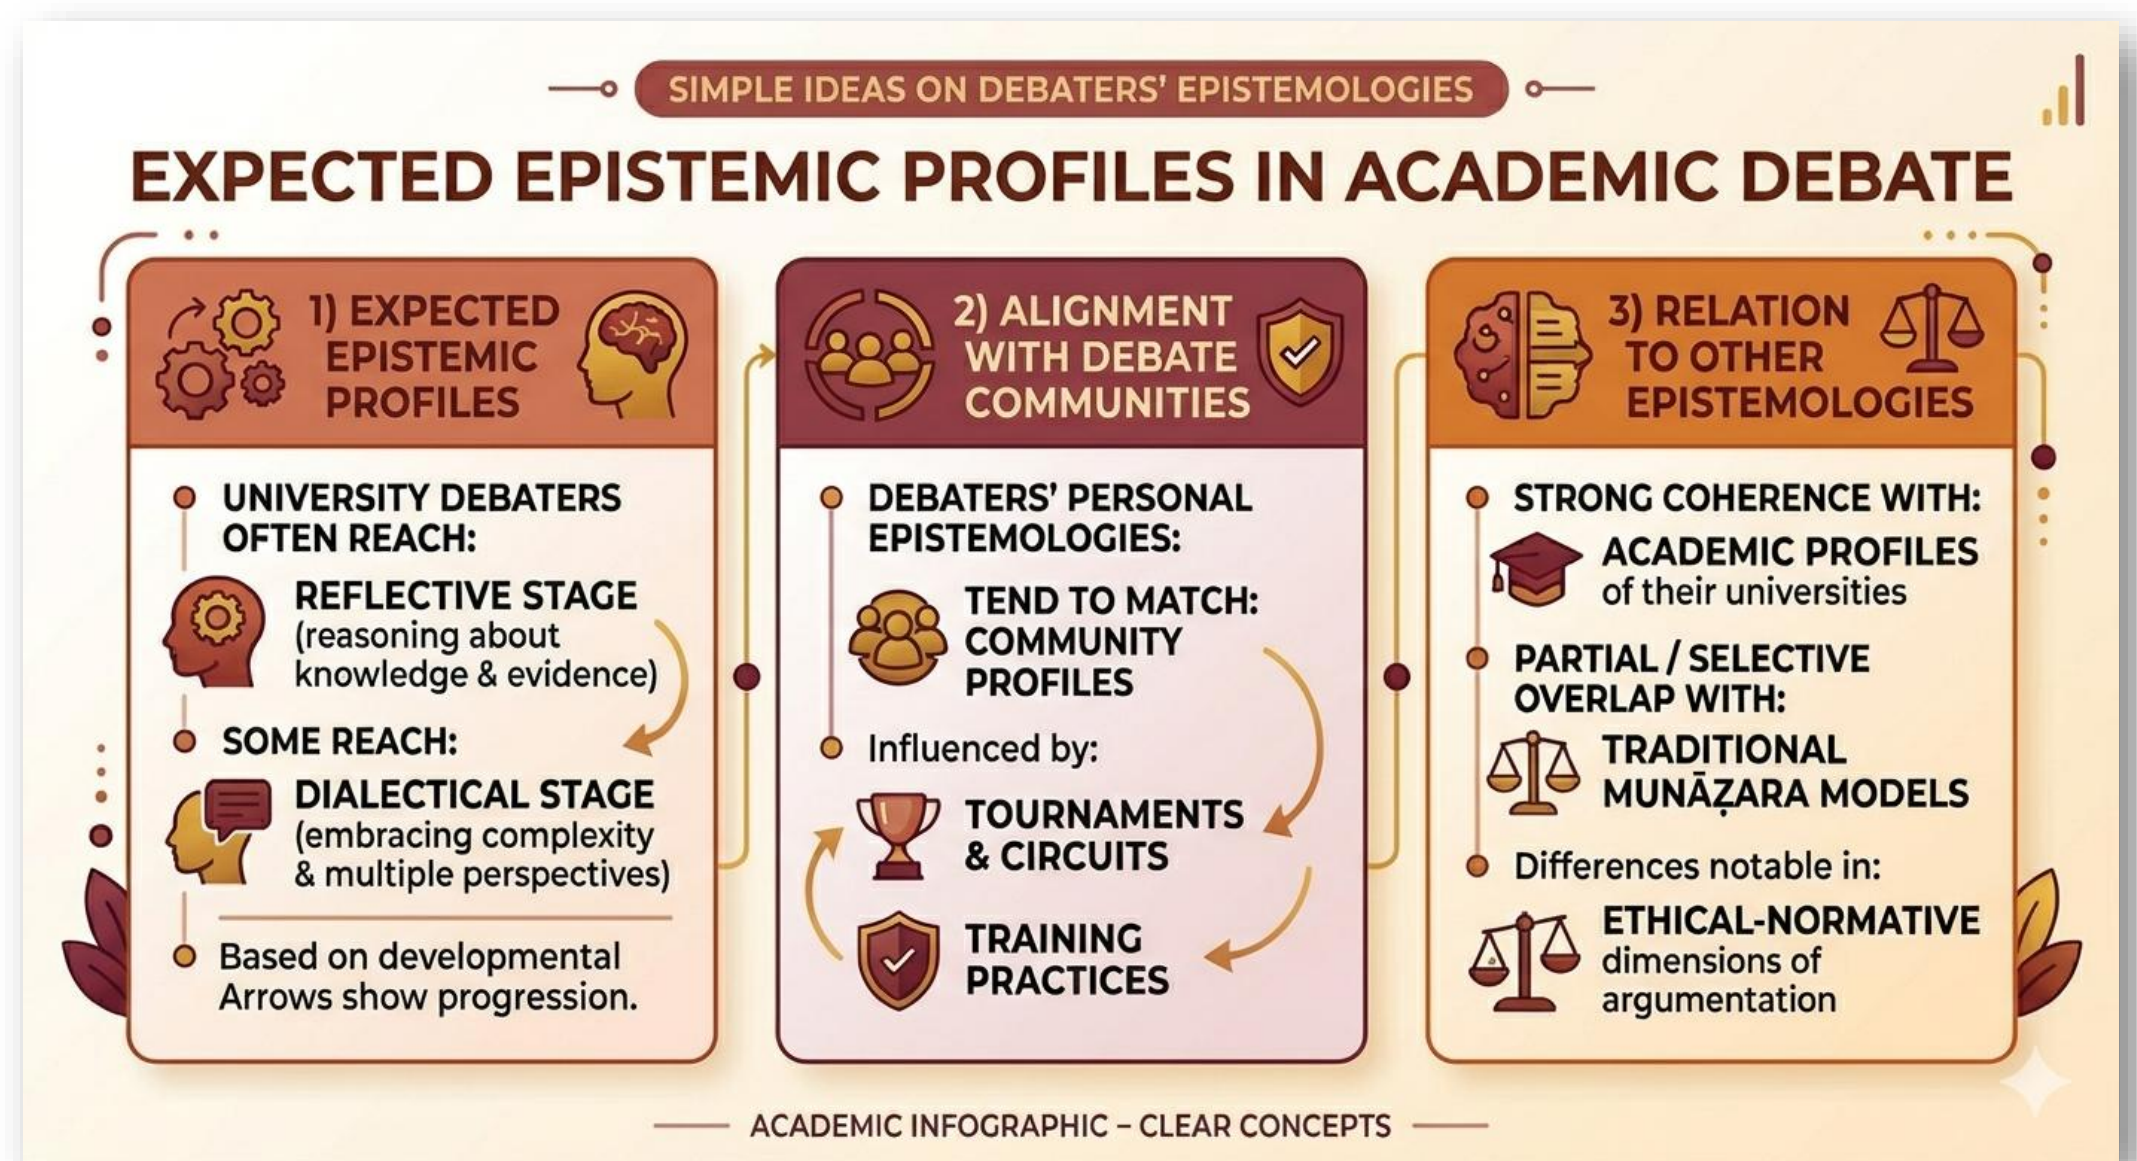 SIMPLE IDEAS ON DEBATERS' EPISTEMOLOGIES
EXPECTED EPISTEMIC PROFILES IN ACADEMIC DEBATE
1) EXPECTED
EPISTEMIC
PROFILES
UNIVERSITY DEBATERS
OFTEN REACH:
REFLECTIVE STAGE
(reasoning about
knowledge & evidence)
SOME REACH:
DIALECTICAL STAGE
(embracing complexity
& multiple perspectives)
Based on developmental
Arrows show progression.
2) ALIGNMENT
WITH DEBATE
COMMUNITIES
DEBATERS' PERSONAL
EPISTEMOLOGIES:
TEND TO MATCH:
COMMUNITY
PROFILES
Influenced by:
TOURNAMENTS
& CIRCUITS
TRAINING
PRACTICES
3) RELATION
TO OTHER
EPISTEMOLOGIES
STRONG COHERENCE WITH:
ACADEMIC PROFILES
of their universities
PARTIAL / SELECTIVE
OVERLAP WITH:
TRADITIONAL
MUNĀẒARA MODELS
Differences notable in:
ETHICAL-NORMATIVE
dimensions of
argumentation
ACADEMIC INFOGRAPHIC – CLEAR CONCEPTS